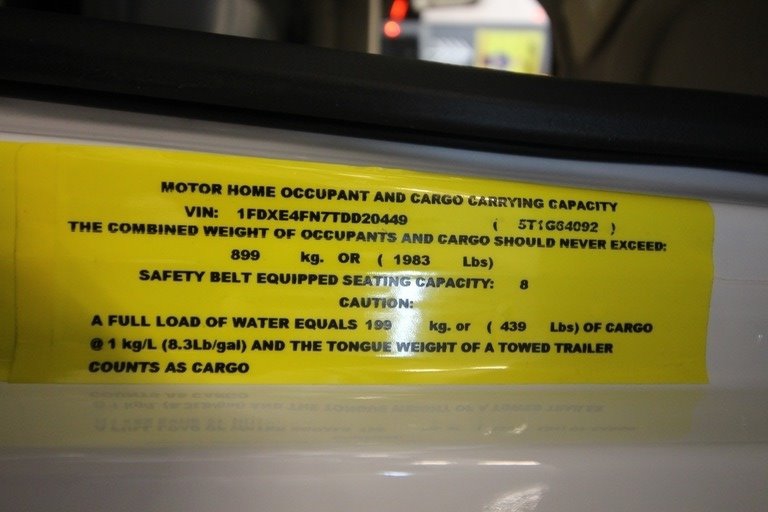 MOTOR HOME OCCUPANT AND CARGO CARRYING CAPACITY
VIN: 1FDXE4FN7TDD20449 ( 5T1G64092 )
THE COMBINED WEIGHT OF OCCUPANTS AND CARGO SHOULD NEVER EXCEED:
899 kg. OR ( 1983 Lbs)
SAFETY BELT EQUIPPED SEATING CAPACITY: 8
CAUTION:
A FULL LOAD OF WATER EQUALS 199 kg. or ( 439 Lbs) OF CARGO
@ 1 kg/L (8.3Lb/gal) AND THE TONGUE WEIGHT OF A TOWED TRAILER
COUNTS AS CARGO